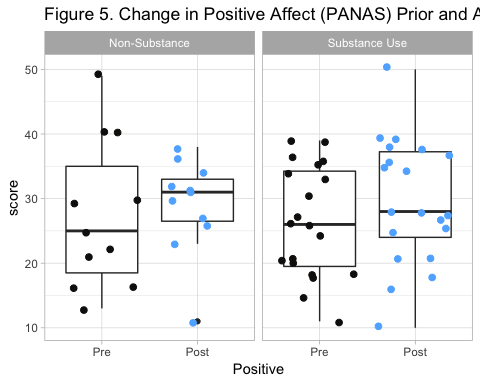 Figure 5. Change in Positive Affect (PANAS) Prior and
Non-Substance
Substance Use
score
50
40
30
20
10
Pre
Post
Pre
Post
Positive